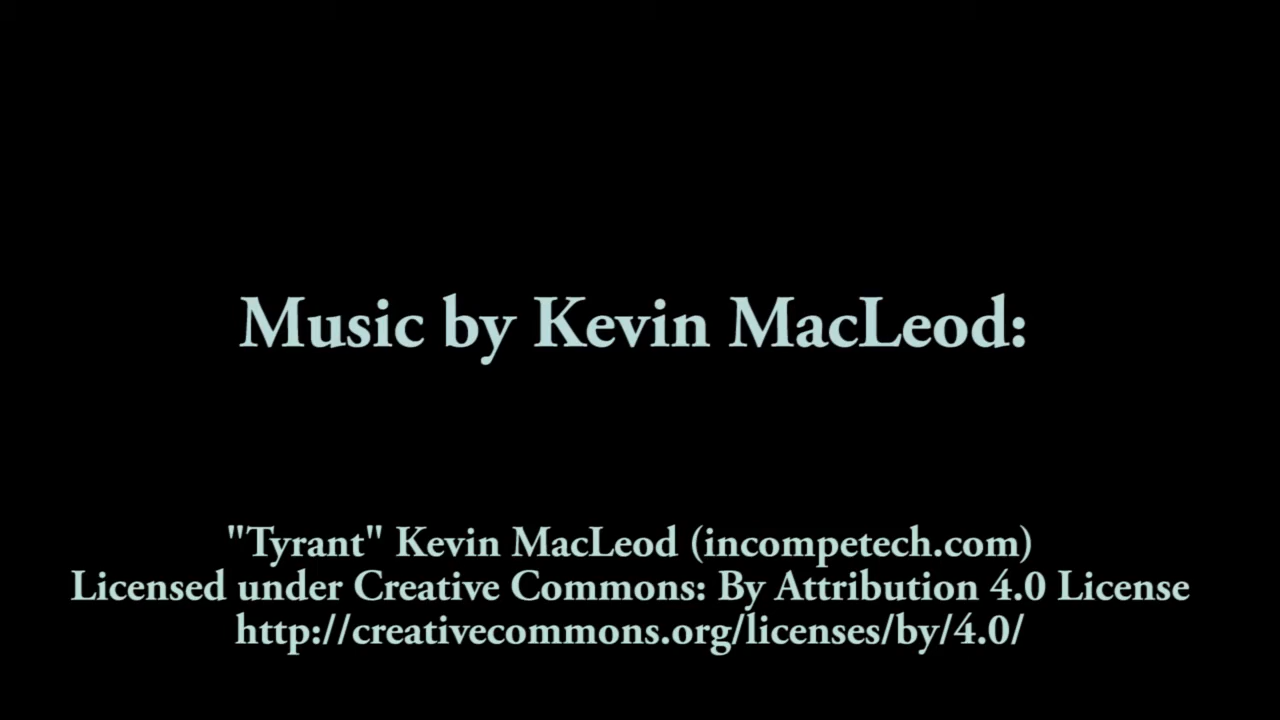 Music by Kevin MacLeod:
"Tyrant" Kevin MacLeod (incompetech.com)
Licensed under Creative Commons: By Attribution 4.0 License
http://creativecommons.org/licenses/by/4.0/